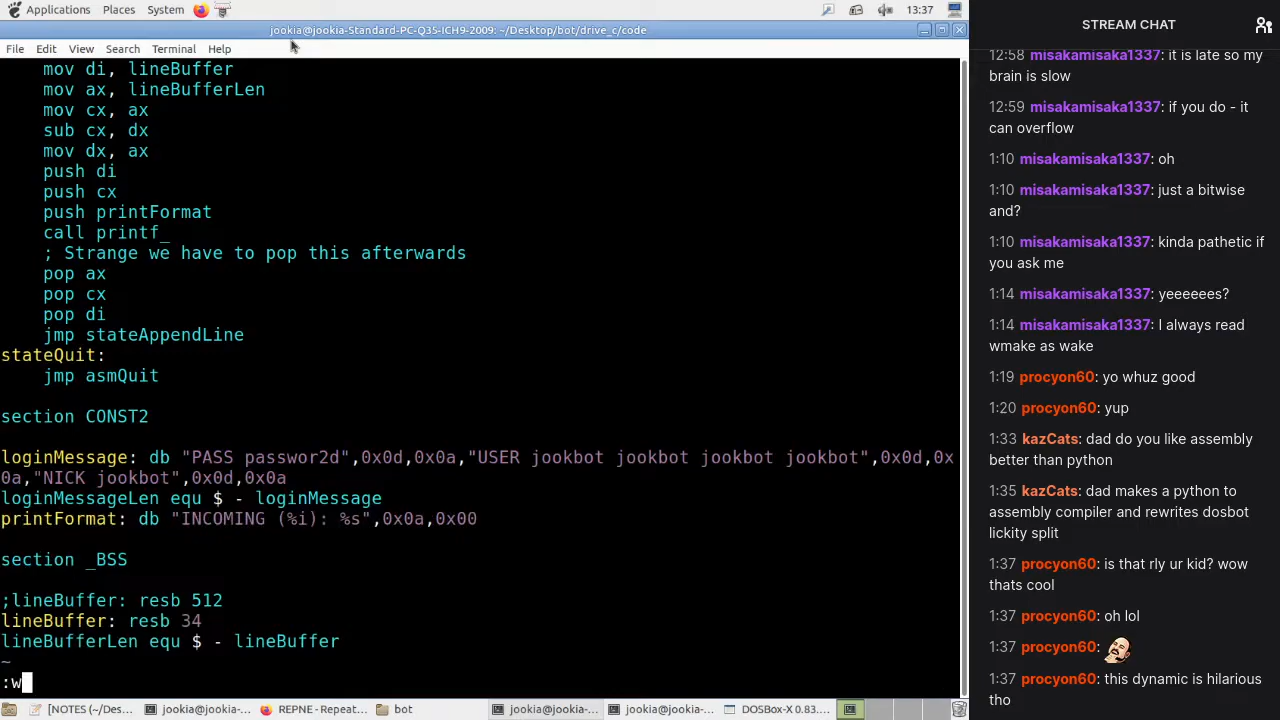 Applications Places System 13:37
jookia@jookia-Standard-PC-Q35-ICH9-2009: ~/Desktop/bot/drive_c/code
File Edit View Search Terminal Help
mov di, lineBuffer
mov ax, lineBufferLen
mov cx, ax
sub cx, dx
mov dx, ax
push di
push cx
push printFormat
call printf_
; Strange we have to pop this afterwards
pop ax
pop cx
pop di
jmp stateAppendLine
stateQuit:
jmp asmQuit
section CONST2
loginMessage: db "PASS passwor2d",0x0d,0x0a,"USER jookbot jookbot jookbot jookbot",0x0d,0x
0a,"NICK jookbot",0x0d,0x0a
loginMessageLen equ $ - loginMessage
printFormat: db "INCOMING (%i): %s",0x0a,0x00
section _BSS
;lineBuffer: resb 512
lineBuffer: resb 34
lineBufferLen equ $ - lineBuffer
~
:w
[NOTES (~/Des... jookia@jookia-... REPNE - Repeat... bot jookia@jookia-... jookia@jookia-... DOSBox-X 0.83....
STREAM CHAT
12:58 misakamisaka1337: it is late so my
brain is slow
12:59 misakamisaka1337: if you do - it
can overflow
1:10 misakamisaka1337: oh
1:10 misakamisaka1337: just a bitwise
and?
1:10 misakamisaka1337: kinda pathetic if
you ask me
1:14 misakamisaka1337: yeeeeees?
1:14 misakamisaka1337: I always read
wmake as wake
1:19 procyon60: yo whuz good
1:20 procyon60: yup
1:33 kazCats: dad do you like assembly
better than python
1:35 kazCats: dad makes a python to
assembly compiler and rewrites dosbot
lickity split
1:37 procyon60: is that rly ur kid? wow
thats cool
1:37 procyon60: oh lol
1:37 procyon60:
1:37 procyon60: this dynamic is hilarious
tho